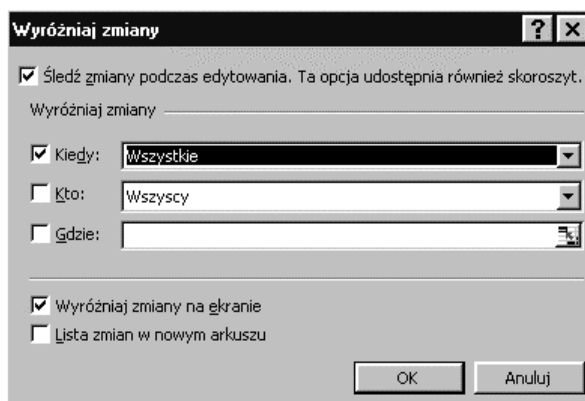 Wyróżniaj zmiany
Śledź zmiany podczas edytowania. Ta opcja udostępnia również skoroszyt.
Wyróżniaj zmiany
Kiedy: Wszystkie
Kto: Wszyscy
Gdzie:
Wyróżniaj zmiany na ekranie
Lista zmian w nowym arkuszu
OK Anuluj